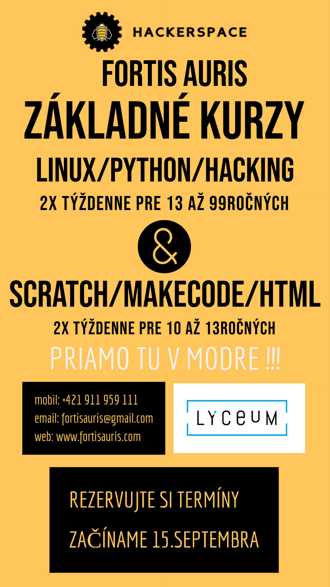 HACKERSPACE
FORTIS AURIS
ZÁKLADNÉ KURZY
LINUX/PYTHON/HACKING
2X TÝŽDENNE PRE 13 AŽ 99ROČNÝCH
&
SCRATCH/MAKECODE/HTML
2X TÝŽDENNE PRE 10 AŽ 13ROČNÝCH
PRIAMO TU V MODRE !!!
mobil: +421 911 959 111
email: fortisauris@gmail.com
web: www.fortisauris.com
LYCEUM
REZERVUJTE SI TERMÍNY
ZAČÍNAME 15.SEPTEMBRA